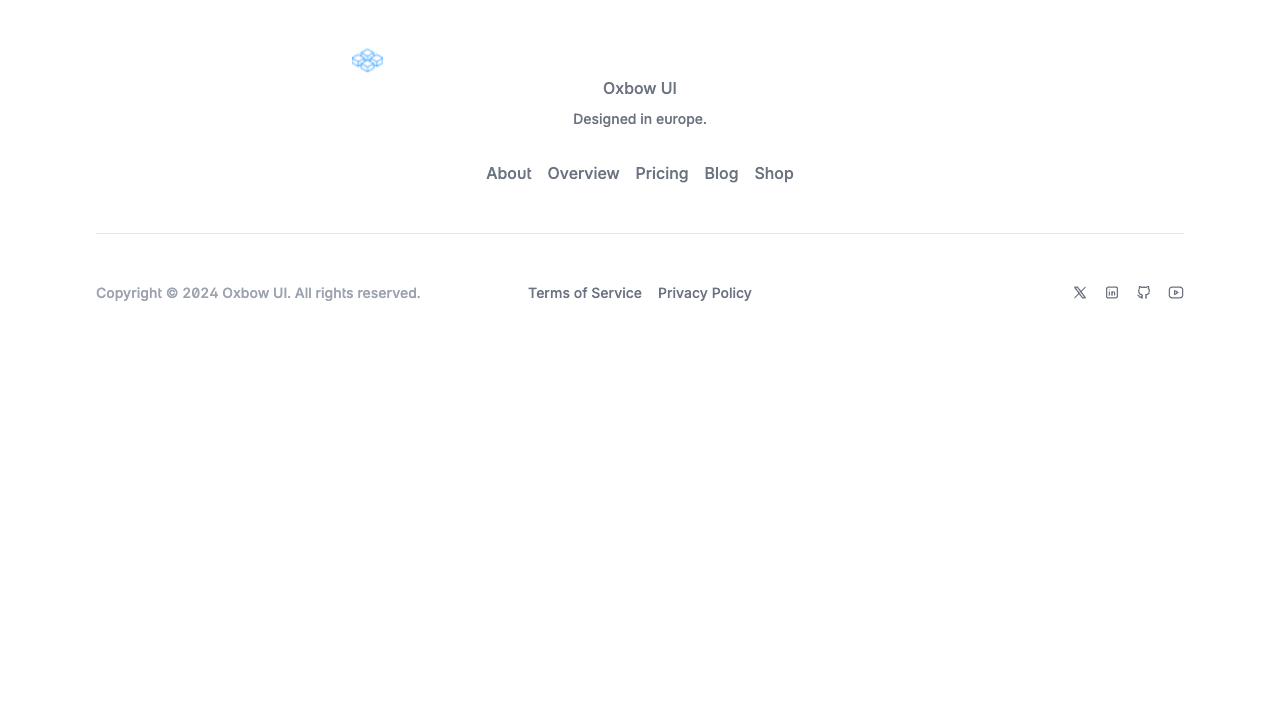 Oxbow UI
Designed in europe.
About Overview Pricing Blog Shop
Copyright © 2024 Oxbow UI. All rights reserved. Terms of Service Privacy Policy